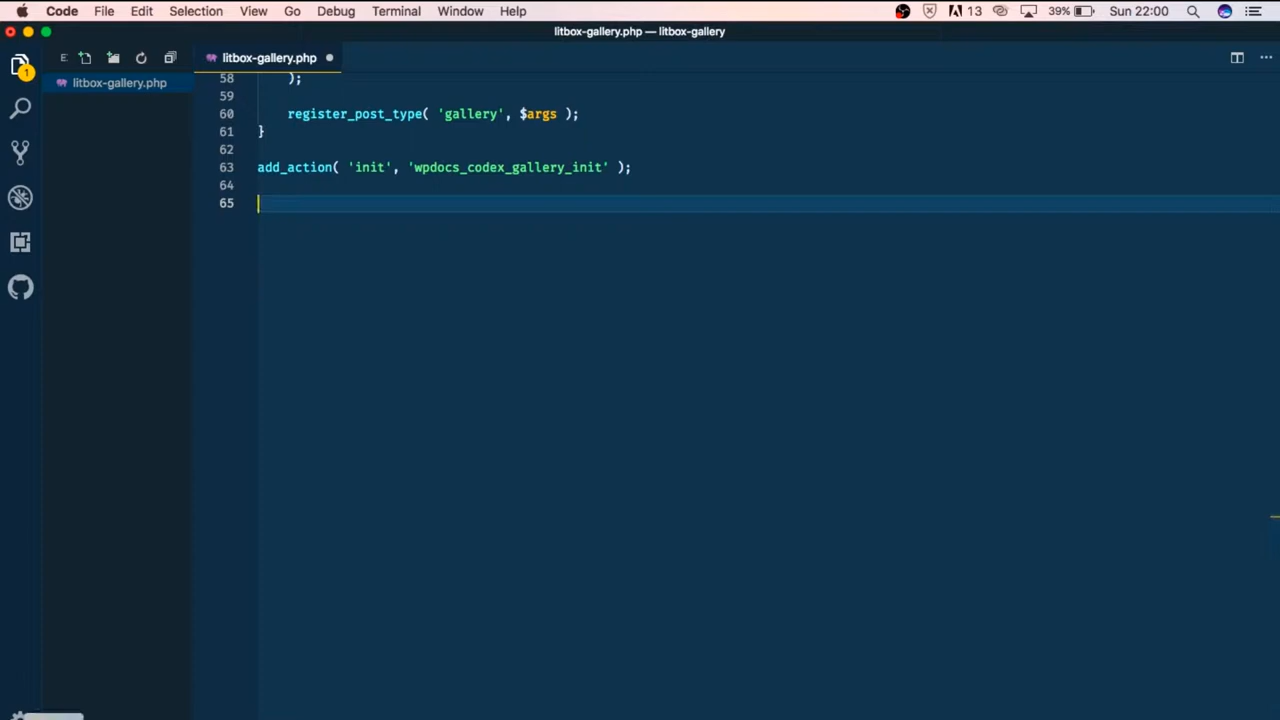 Code File Edit Selection View Go Debug Terminal Window Help 13 39% Sun 22:00
litbox-gallery.php — litbox-gallery
E litbox-gallery.php
litbox-gallery.php
1
58 );
59
60 register_post_type( 'gallery', $args );
61 }
62
63 add_action( 'init', 'wpdocs_codex_gallery_init' );
64
65